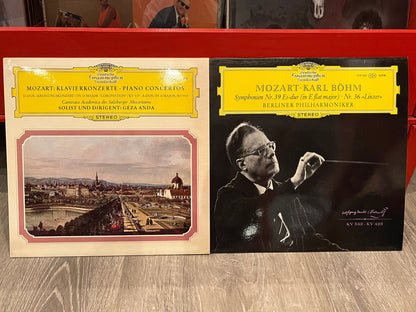 Deutsche
Grammophon
Gesellschaft
MOZART: KLAVIERKONZERTE · PIANO CONCERTOS
Camerata Academica des Salzburger Mozarteums
SOLIST UND DIRIGENT: GÉZA ANDA
STEREO
Deutsche
Grammophon
Gesellschaft
STEREO
MOZART · KARL BÖHM
Symphonien Nr. 39 Es-dur (in E flat major) · Nr. 36 »Linzer«
BERLINER PHILHARMONIKER
STEREO
KV 543 · KV 425